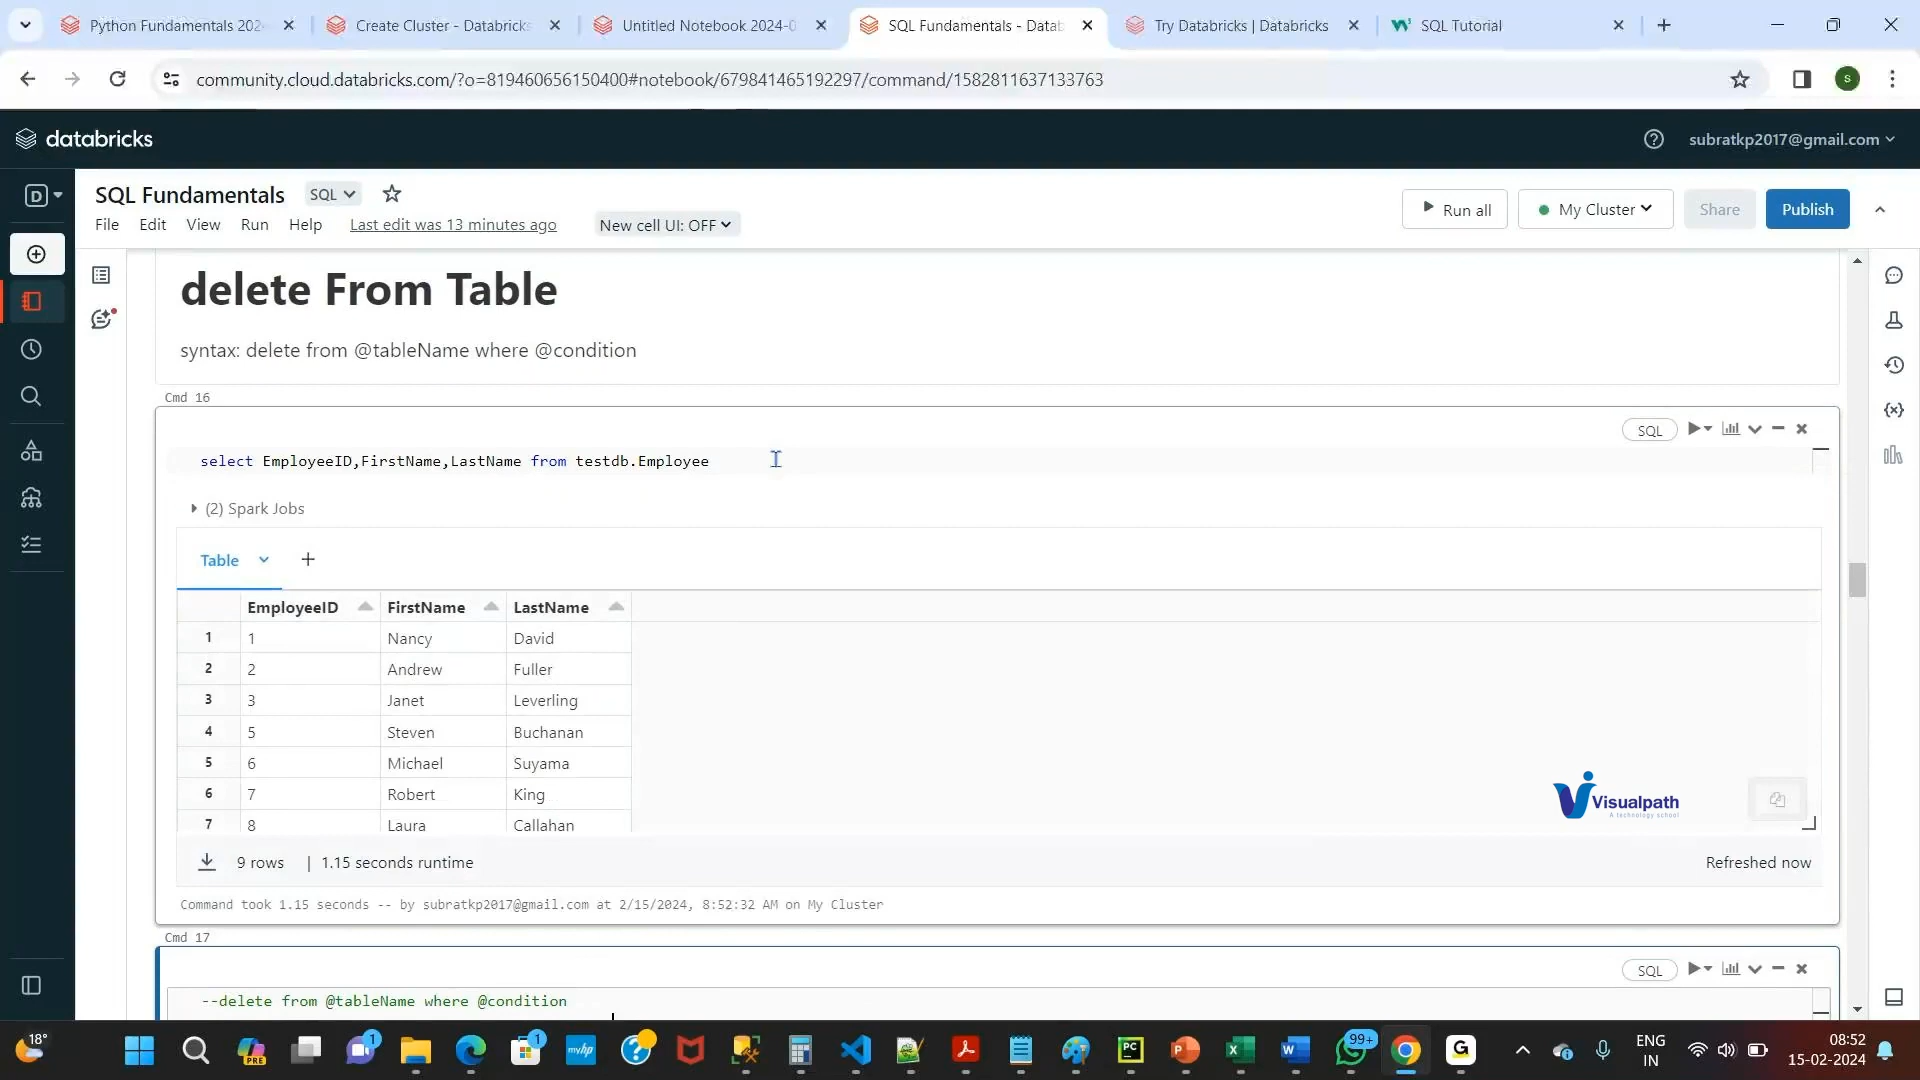 Python Fundamentals 202
Create Cluster - Databricks
Untitled Notebook 2024-0
SQL Fundamentals - Datab
Try Databricks | Databricks
SQL Tutorial
community.cloud.databricks.com/?o=819460656150400#notebook/679841465192297/command/1582811637133763
S
databricks
subratkp2017@gmail.com
D
SQL Fundamentals
SQL
File
Edit
View
Run
Help
Last edit was 13 minutes ago
New cell UI: OFF
Run all
My Cluster
Share
Publish
delete From Table
syntax: delete from @tableName where @condition
Cmd 16
SQL
select EmployeeID,FirstName,LastName from testdb.Employee
(2) Spark Jobs
Table
EmployeeID FirstName LastName
1 1 Nancy David
2 2 Andrew Fuller
3 3 Janet Leverling
4 5 Steven Buchanan
5 6 Michael Suyama
6 7 Robert King
7 8 Laura Callahan
Visualpath
A technology school
9 rows | 1.15 seconds runtime
Refreshed now
Command took 1.15 seconds -- by subratkp2017@gmail.com at 2/15/2024, 8:52:32 AM on My Cluster
Cmd 17
SQL
--delete from @tableName where @condition
18°
PRE
1
1
myhp
99+
ENG
IN
08:52
15-02-2024